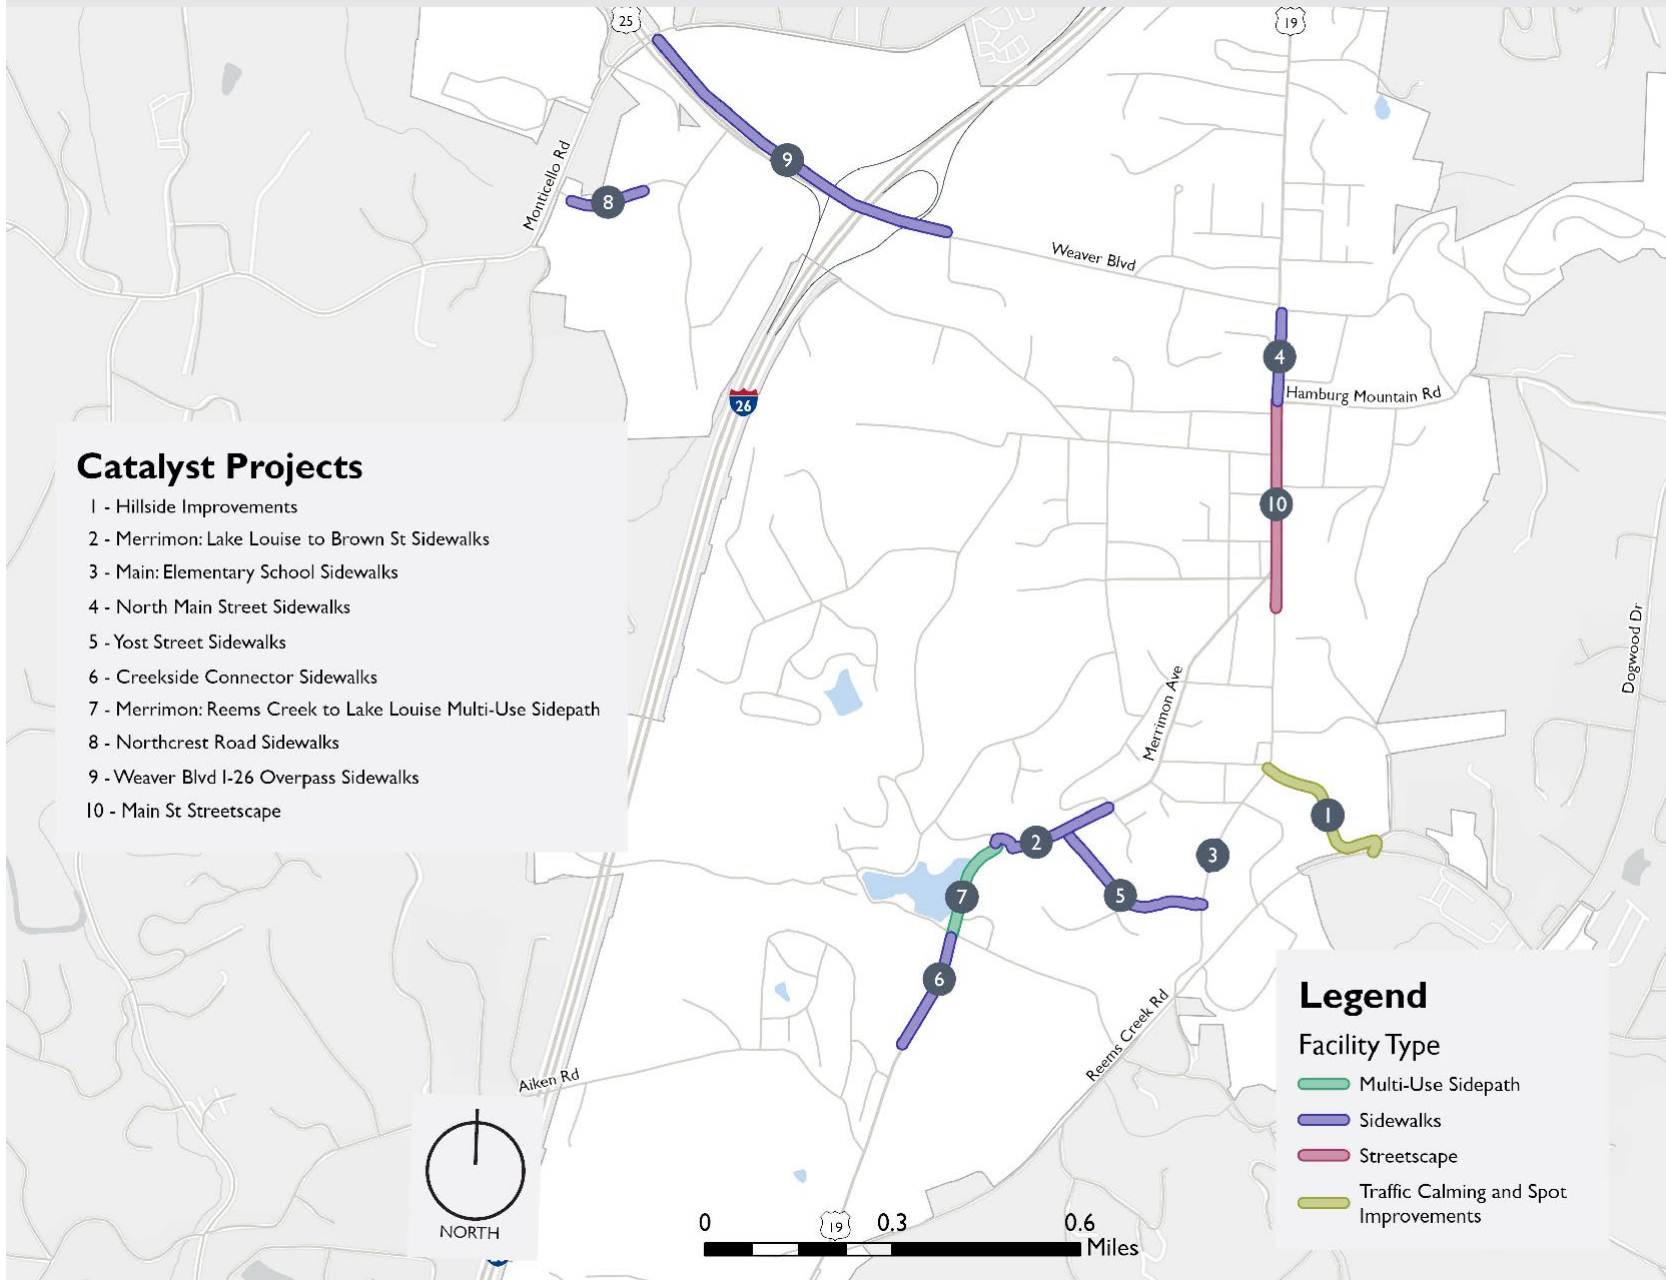 25
19
Monticello Rd
9
8
Weaver Blvd
4
26
Hamburg Mountain Rd
Catalyst Projects
1 - Hillside Improvements
2 - Merrimon: Lake Louise to Brown St Sidewalks
3 - Main: Elementary School Sidewalks
4 - North Main Street Sidewalks
5 - Yost Street Sidewalks
6 - Creekside Connector Sidewalks
7 - Merrimon: Reems Creek to Lake Louise Multi-Use Sidepath
8 - Northcrest Road Sidewalks
9 - Weaver Blvd I-26 Overpass Sidewalks
10 - Main St Streetscape
10
Dogwood Dr
Merrimon Ave
1
2
3
7
5
6
Reems Creek Rd
Aiken Rd
Legend
Facility Type
Multi-Use Sidepath
Sidewalks
Streetscape
Traffic Calming and Spot
Improvements
NORTH
0
19
0.3
0.6
Miles